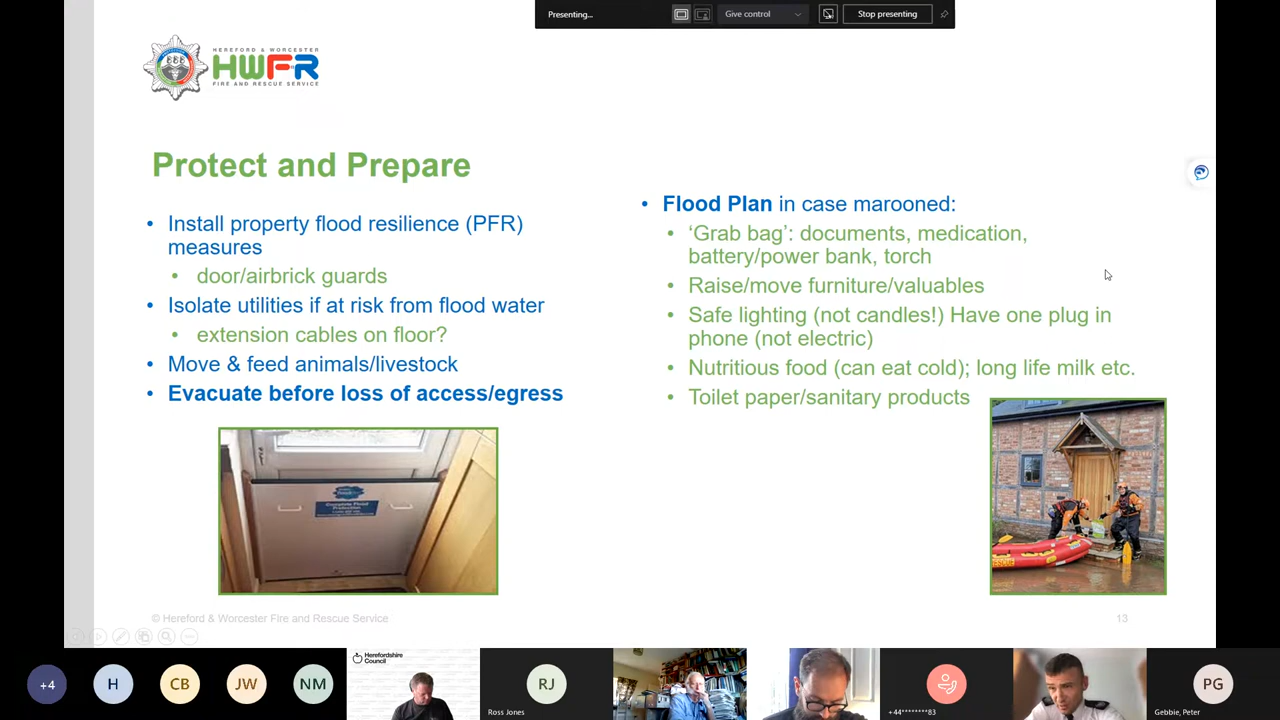 Presenting...
Give control
Stop presenting
HEREFORD & WORCESTER
HWFR
FIRE AND RESCUE SERVICE
Protect and Prepare
• Install property flood resilience (PFR)
measures
• door/airbrick guards
• Isolate utilities if at risk from flood water
• extension cables on floor?
• Move & feed animals/livestock
• Evacuate before loss of access/egress
• Flood Plan in case marooned:
• ‘Grab bag’: documents, medication,
battery/power bank, torch
• Raise/move furniture/valuables
• Safe lighting (not candles!) Have one plug in
phone (not electric)
• Nutritious food (can eat cold); long life milk etc.
• Toilet paper/sanitary products
Complete Flood
Protection
RESCUE
© Hereford & Worcester Fire and Rescue Service
13
+4
H
CB
JW
NM
Herefordshire
Council
RJ
Ross Jones
+44********83
PG
Gebbie, Peter